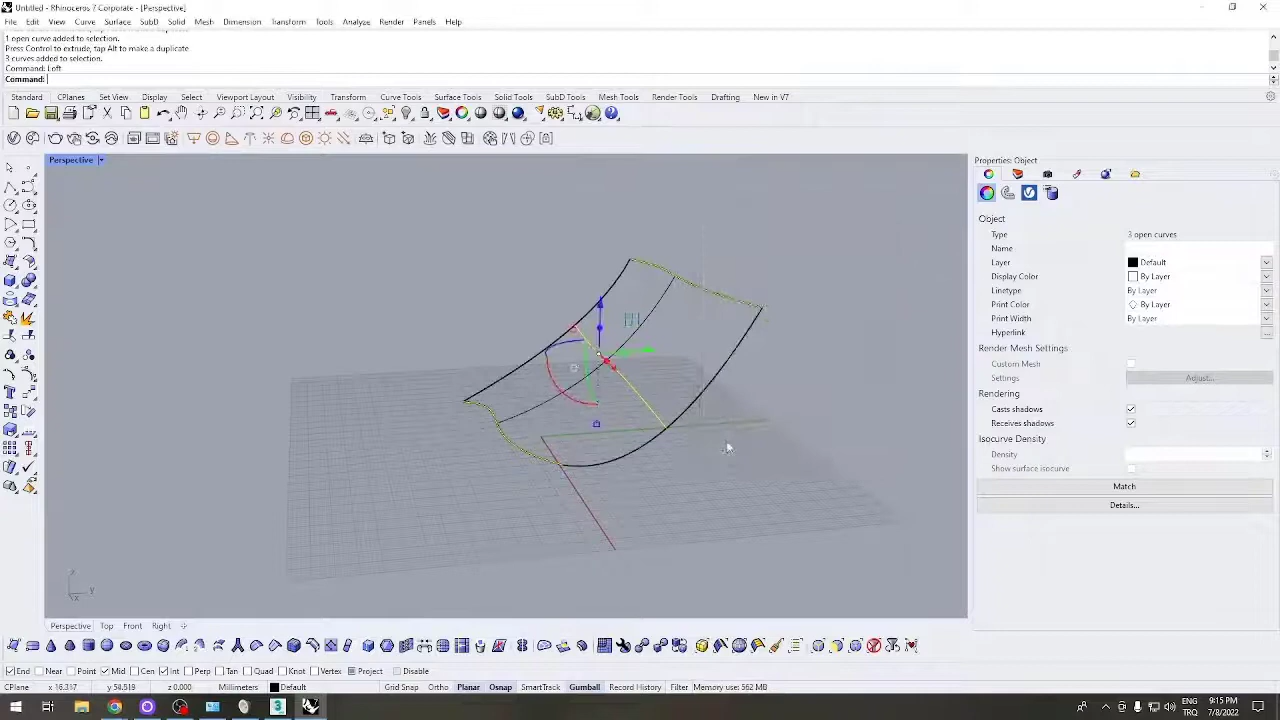 Untitled - Rhinoceros 7 Corporate - [Perspective]
File Edit View Curve Surface SubD Solid Mesh Dimension Transform Tools Analyze Render Panels Help
1 open curve added to selection.
Press Control to extrude, tap Alt to make a duplicate
3 curves added to selection.
Command: Loft
Command:
Standard CPlanes Set View Display Select Viewport Layout Visibility Transform Curve Tools Surface Tools Solid Tools SubD Tools Mesh Tools Render Tools Drafting New in V7
Perspective
Properties: Object
Object
Type 3 open curves
Name
Layer Default
Display Color By Layer
Linetype By Layer
Print Color By Layer
Print Width By Layer
Hyperlink
Render Mesh Settings
Custom Mesh
Settings Adjust...
Rendering
Casts shadows
Receives shadows
Isocurve Density
Density
Show surface isocurve
Match
Details...
z
y
x
Perspective Top Front Right
End Near Point Mid Cen Int Perp Tan Quad Knot Vertex Project Disable
CPlane x 16.317 y 54.519 z 0.000 Millimeters Default Grid Snap Ortho Planar Osnap SmartTrack Gumball Record History Filter Memory use: 562 MB
ENG
TRQ
9:15 PM
7/8/2022